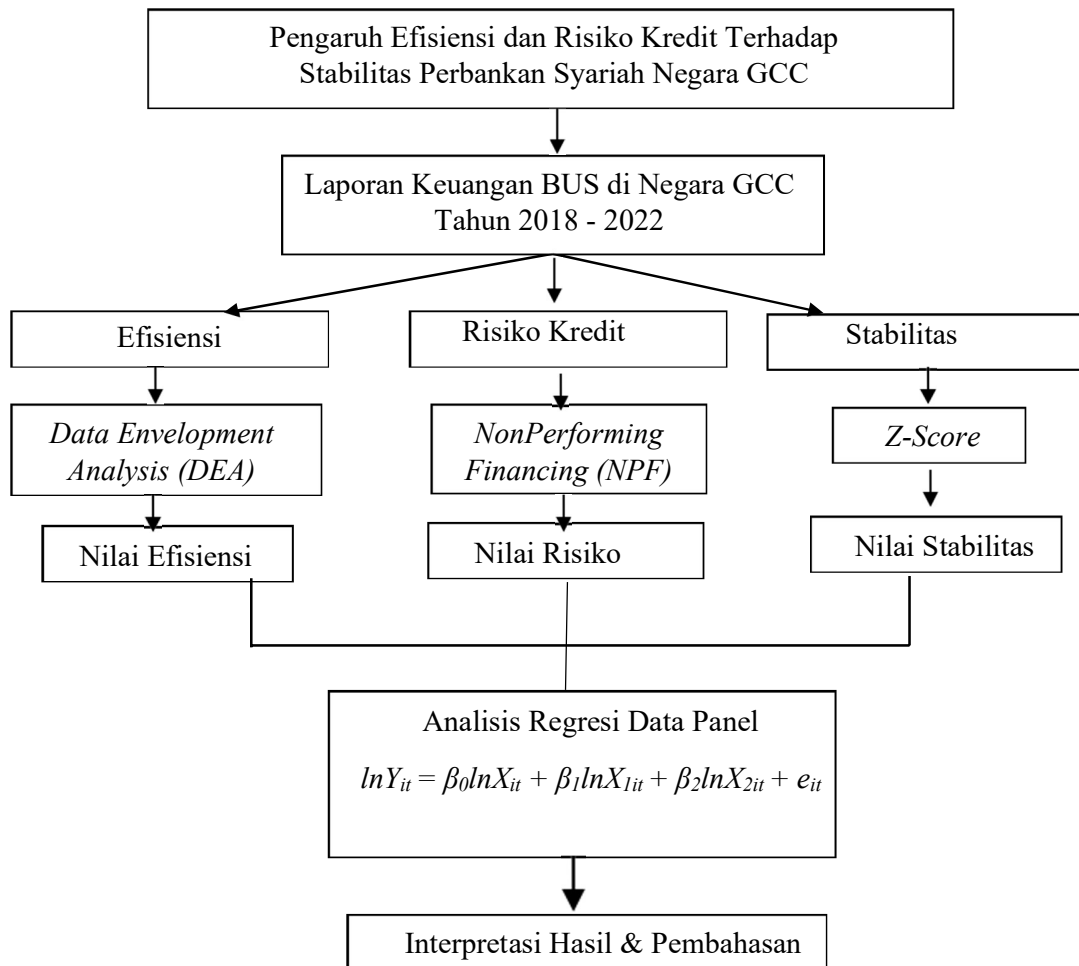 Pengaruh Efisiensi dan Risiko Kredit Terhadap
Stabilitas Perbankan Syariah Negara GCC
Laporan Keuangan BUS di Negara GCC
Tahun 2018 - 2022
Efisiensi
Risiko Kredit
Stabilitas
Data Envelopment
Analysis (DEA)
NonPerforming
Financing (NPF)
Z-Score
Nilai Efisiensi
Nilai Risiko
Nilai Stabilitas
Analisis Regresi Data Panel
lnYit = β0lnXit + β1lnX1it + β2lnX2it + eit
Interpretasi Hasil & Pembahasan